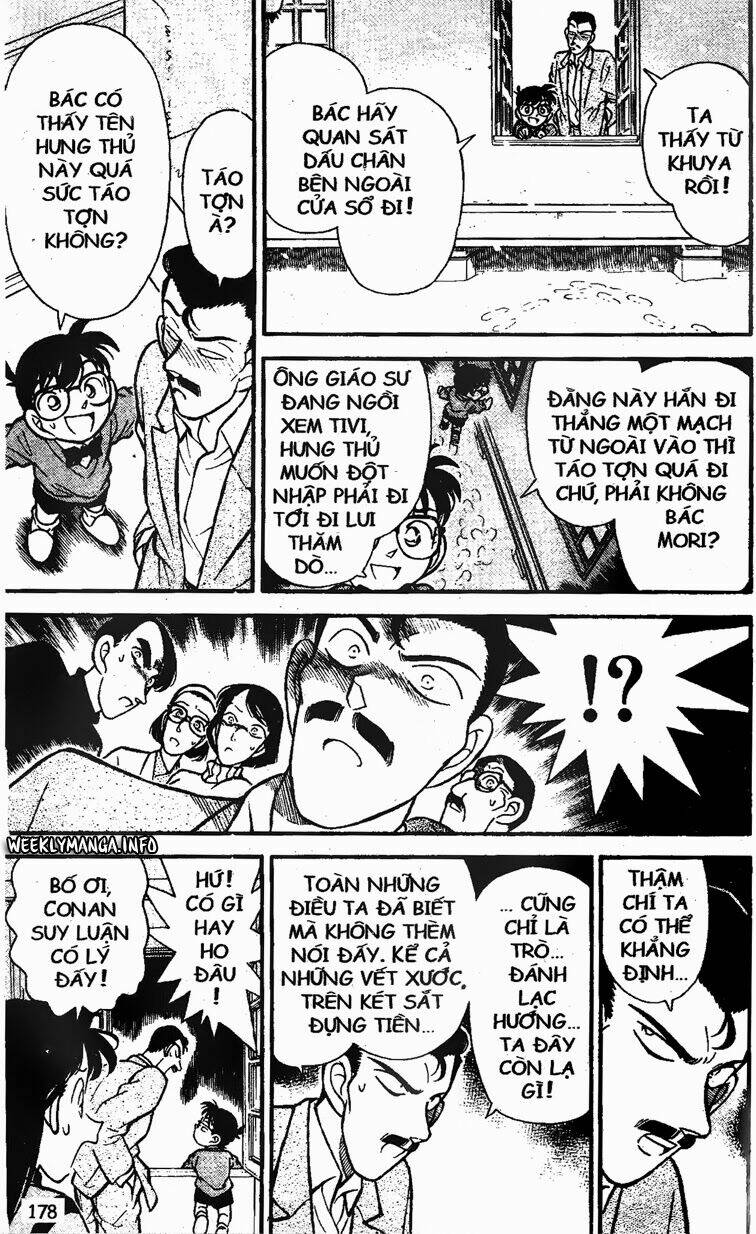 BÁC CÓ
THẤY TÊN
HUNG THỦ
NÀY QUÁ
SỨC TÁO
TỢN
KHÔNG?
TÁO
TỢN
À?
BÁC HÃY
QUAN SÁT
DẤU CHÂN
BÊN NGOÀI
CỬA SỔ ĐI!
TA
THẤY TỪ
KHUYA
RỒI!
ÔNG GIÁO SƯ
ĐANG NGỒI
XEM TIVI,
HUNG THỦ
MUỐN ĐỘT
NHẬP PHẢI ĐI
TỚI ĐI LUI
THĂM
DÒ...
ĐẰNG NÀY HẮN ĐI
THẲNG MỘT MẠCH
TỪ NGOÀI VÀO THÌ
TÁO TỢN QUÁ ĐI
CHỨ, PHẢI KHÔNG
BÁC
MORI?
!?
WEEKLYMANGA.INFO
BỐ ƠI,
CONAN
SUY LUẬN
CÓ LÝ
ĐẤY!
HỨ!
CÓ GÌ
HAY
HO
ĐÂU
!
TOÀN NHỮNG
ĐIỀU TA ĐÃ BIẾT
MÀ KHÔNG THÈM
NÓI ĐẤY. KỂ CẢ
NHỮNG VẾT XƯỚC
TRÊN KÉT SẮT
ĐỰNG TIỀN...
... CŨNG
CHỈ LÀ
TRÒ...
ĐÁNH
LẠC
HƯỚNG...
TA ĐÂY
CÒN LẠ
GÌ!
THẬM
CHÍ TA
CÓ THỂ
KHẲNG
ĐỊNH...
178